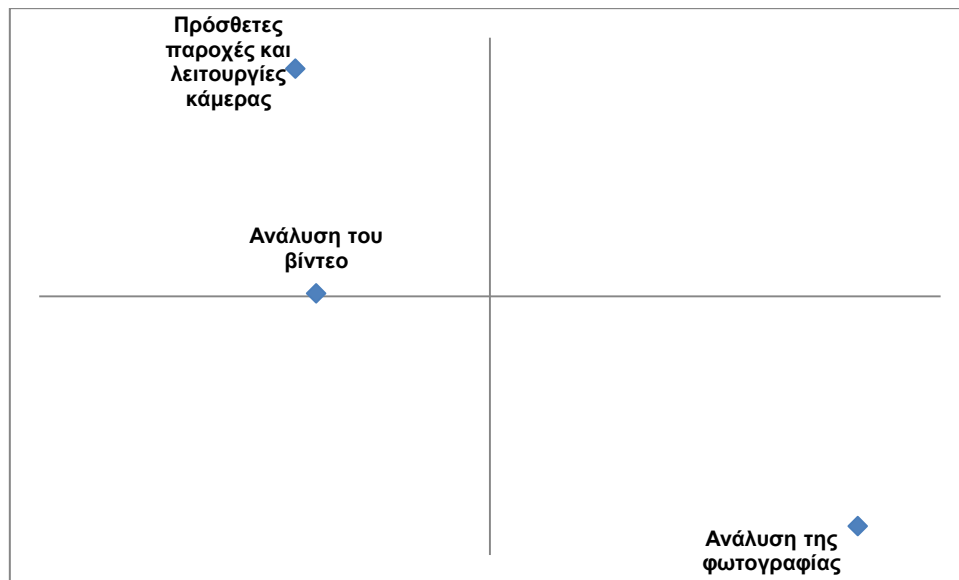 Πρόσθετες
παροχές και
λειτουργίες
κάμερας
Ανάλυση του
βίντεο
Ανάλυση της
φωτογραφίας